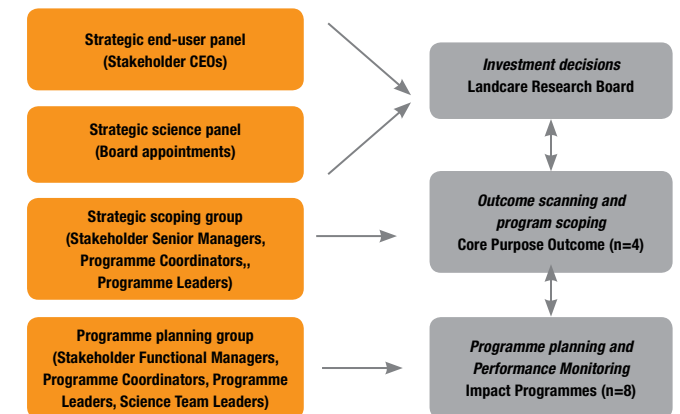 Strategic end-user panel
(Stakeholder CEOs)
Strategic science panel
(Board appointments)
Strategic scoping group
(Stakeholder Senior Managers,
Programme Coordinators,,
Programme Leaders)
Programme planning group
(Stakeholder Functional Managers,
Programme Coordinators, Programme
Leaders, Science Team Leaders)
Investment decisions
Landcare Research Board
Outcome scanning and
program scoping
Core Purpose Outcome (n=4)
Programme planning and
Performance Monitoring
Impact Programmes (n=8)